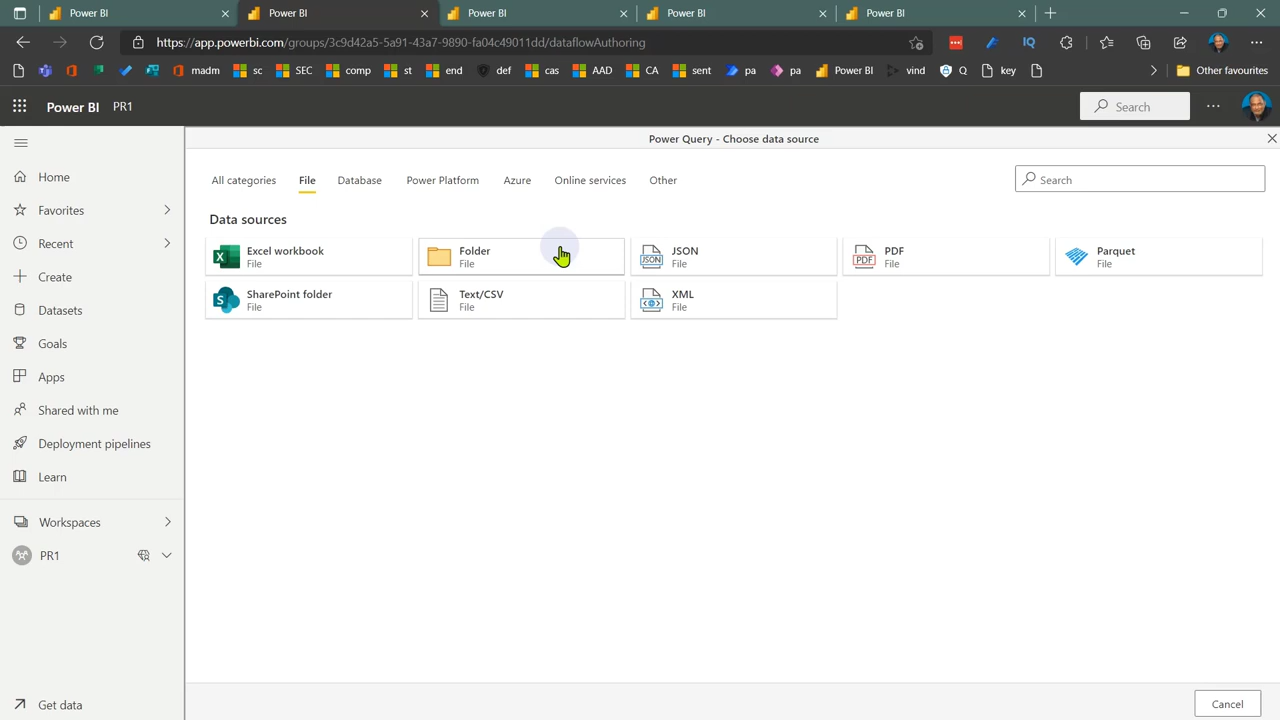 Power BI
Power BI
Power BI
Power BI
Power BI
https://app.powerbi.com/groups/3c9d42a5-5a91-43a7-9890-fa04c49011dd/dataflowAuthoring
IQ
madm
sc
SEC
comp
st
end
def
cas
AAD
CA
sent
pa
pa
Power BI
vind
Q
key
Other favourites
Power BI PR1
Search
Power Query - Choose data source
Home
Favorites
Recent
Create
Datasets
Goals
Apps
Shared with me
Deployment pipelines
Learn
Workspaces
PR1
Get data
All categories
File
Database
Power Platform
Azure
Online services
Other
Search
Data sources
Excel workbook
File
Folder
File
JSON
JSON
File
PDF
PDF
File
Parquet
File
SharePoint folder
File
Text/CSV
File
XML
File
Cancel